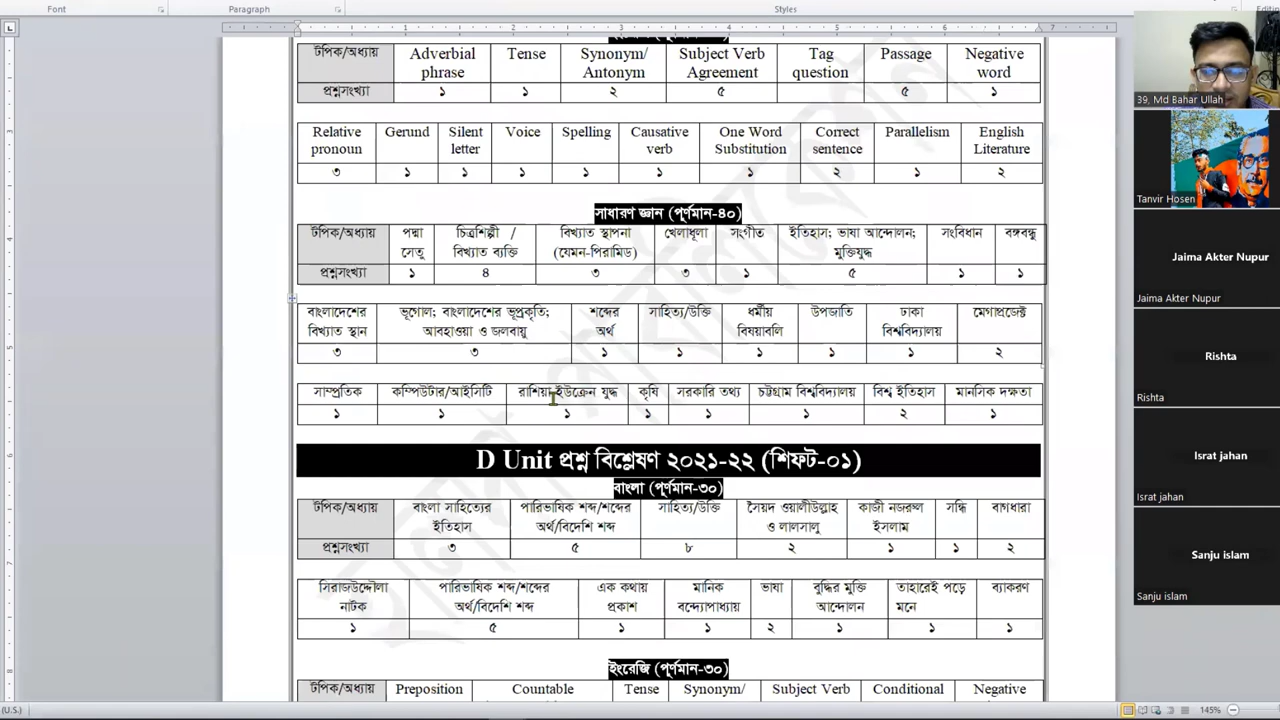 Font
Paragraph
Styles
টপিক/অধ্যায় Adverbial phrase Tense Synonym/ Antonym Subject Verb Agreement Tag question Passage Negative word
প্রশ্নসংখ্যা ১ ১ ২ ৫ ৫ ১
Relative pronoun Gerund Silent letter Voice Spelling Causative verb One Word Substitution Correct sentence Parallelism English Literature
৩ ১ ১ ১ ১ ১ ১ ২ ১ ২
সাধারণ জ্ঞান (পূর্ণমান-৪০)
টপিক/অধ্যায় পদ্মা সেতু চিত্রশিল্পী / বিখ্যাত ব্যক্তি বিখ্যাত স্থাপনা (যেমন-পিরামিড) খেলাধূলা সংগীত ইতিহাস; ভাষা আন্দোলন; মুক্তিযুদ্ধ সংবিধান বঙ্গবন্ধু
প্রশ্নসংখ্যা ১ ৪ ৩ ৩ ১ ৫ ১ ১
বাংলাদেশের বিখ্যাত স্থান ভূগোল; বাংলাদেশের ভূপ্রকৃতি; আবহাওয়া ও জলবায়ু শব্দের অর্থ সাহিত্য/উক্তি ধর্মীয় বিষয়াবলি উপজাতি ঢাকা বিশ্ববিদ্যালয় মেগাপ্রজেক্ট
৩ ৩ ১ ১ ১ ১ ১ ২
সাম্প্রতিক কম্পিউটার/আইসিটি রাশিয়া-ইউক্রেন যুদ্ধ কৃষি সরকারি তথ্য চট্টগ্রাম বিশ্ববিদ্যালয় বিশ্ব ইতিহাস মানসিক দক্ষতা
১ ১ ১ ১ ১ ১ ২ ১
D Unit প্রশ্ন বিশ্লেষণ ২০২১-২২ (শিফট-০১)
বাংলা (পূর্ণমান-৩০)
টপিক/অধ্যায় বাংলা সাহিত্যের ইতিহাস পারিভাষিক শব্দ/শব্দের অর্থ/বিদেশি শব্দ সাহিত্য/উক্তি সৈয়দ ওয়ালীউল্লাহ ও লালসালু কাজী নজরুল ইসলাম সন্ধি বাগধারা
প্রশ্নসংখ্যা ৩ ৫ ৮ ২ ১ ১ ২
সিরাজউদ্দৌলা নাটক পারিভাষিক শব্দ/শব্দের অর্থ/বিদেশি শব্দ এক কথায় প্রকাশ মানিক বন্দ্যোপাধ্যায় ভাষা বুদ্ধির মুক্তি আন্দোলন তাহারেই পড়ে মনে ব্যাকরণ
১ ৫ ১ ১ ২ ১ ১ ১
ইংরেজি (পূর্ণমান-৩০)
টপিক/অধ্যায় Preposition Countable Tense Synonym/ Subject Verb Conditional Negative
39, Md Bahar Ullah
Tanvir Hosen
Jaima Akter Nupur
Jaima Akter Nupur
Rishta
Rishta
Israt jahan
Israt jahan
Sanju islam
Sanju islam
(U.S.)
145%